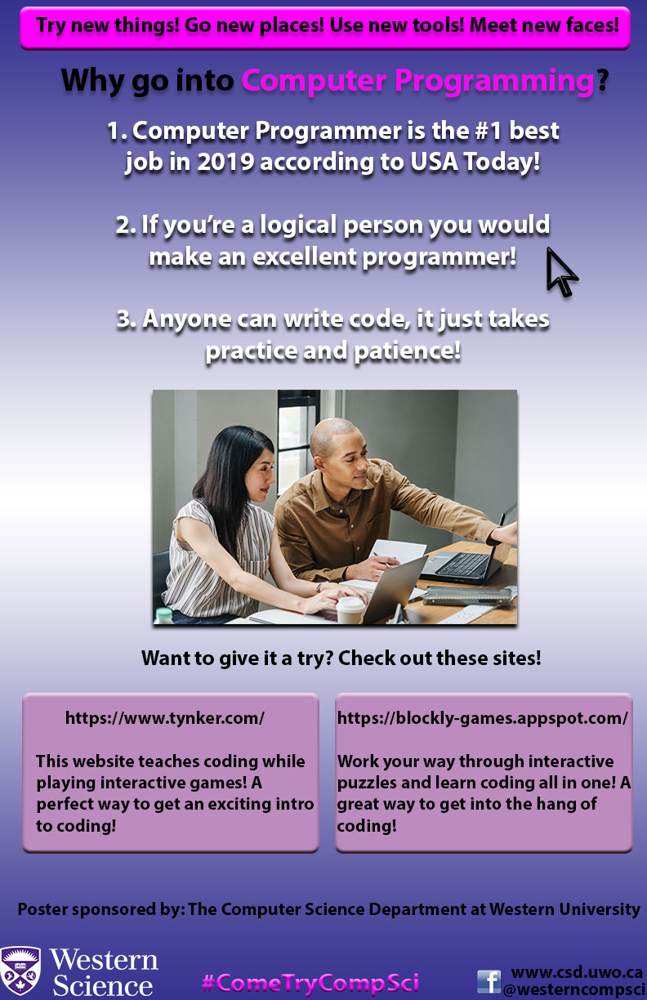 Try new things! Go new places! Use new tools! Meet new faces!
Why go into Computer Programming?
1. Computer Programmer is the #1 best
job in 2019 according to USA Today!
2. If you're a logical person you would
make an excellent programmer!
3. Anyone can write code, it just takes
practice and patience!
Want to give it a try? Check out these sites!
https://www.tynker.com/
This website teaches coding while
playing interactive games! A
perfect way to get an exciting intro
to coding!
https://blockly-games.appspot.com/
Work your way through interactive
puzzles and learn coding all in one! A
great way to get into the hang of
coding!
Poster sponsored by: The Computer Science Department at Western University
Western
Science
#ComeTryCompSci
f
www.csd.uwo.ca
@westerncompsci